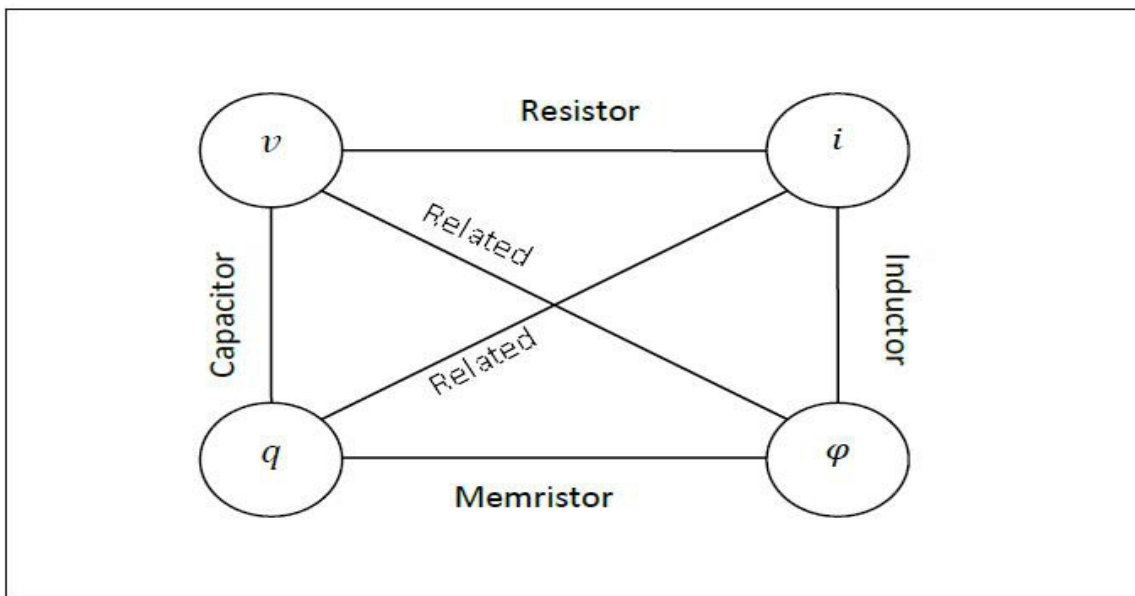 Resistor
v
i
Related
Capacitor
Inductor
Related
q
φ
Memristor